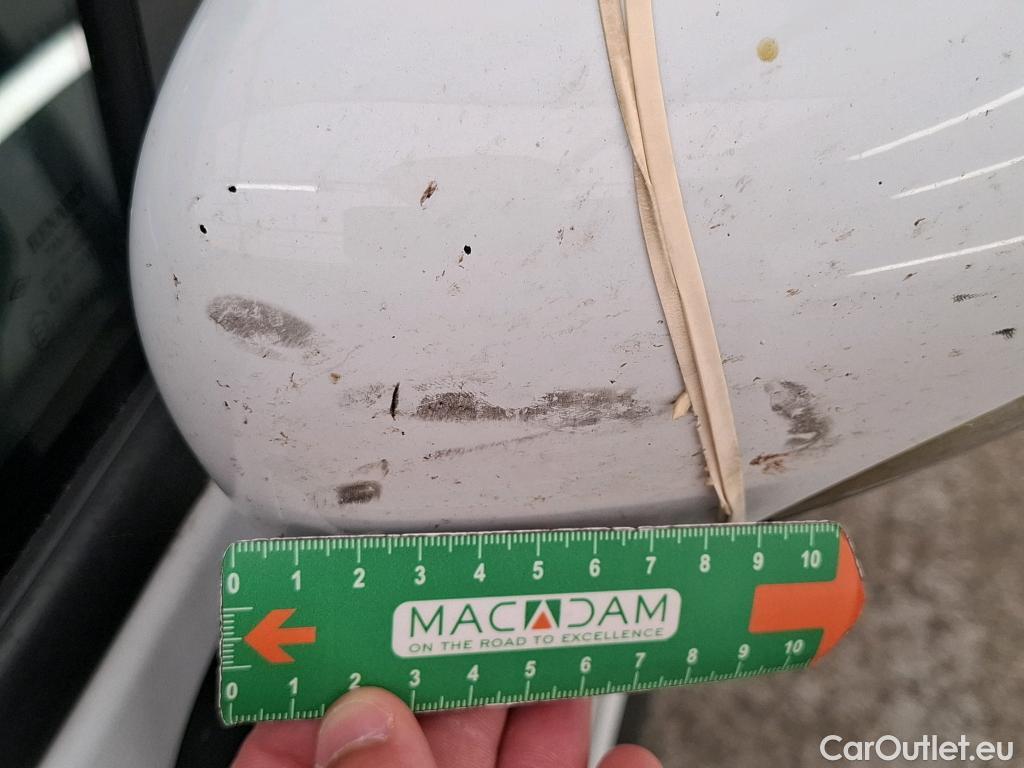 RENAULT
0 1 2 3 4 5 6 7 8 9 10
MACADAM
ON THE ROAD TO EXCELLENCE
0 1 2 3 4 5 6 7 8 9 10
CarOutlet.eu